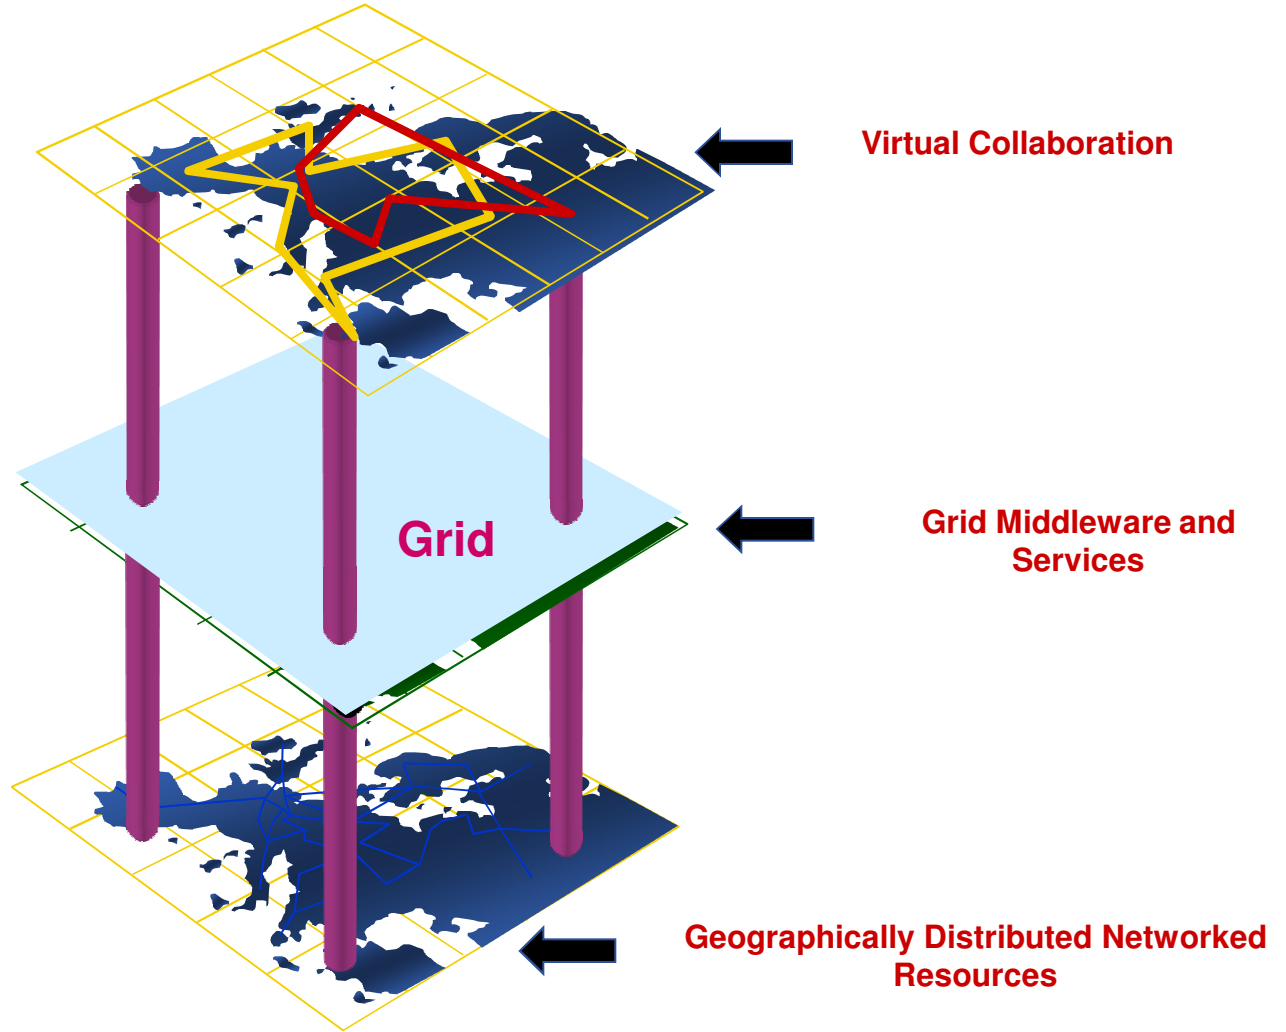 Virtual Collaboration
Grid
Grid Middleware and
Services
Geographically Distributed Networked
Resources